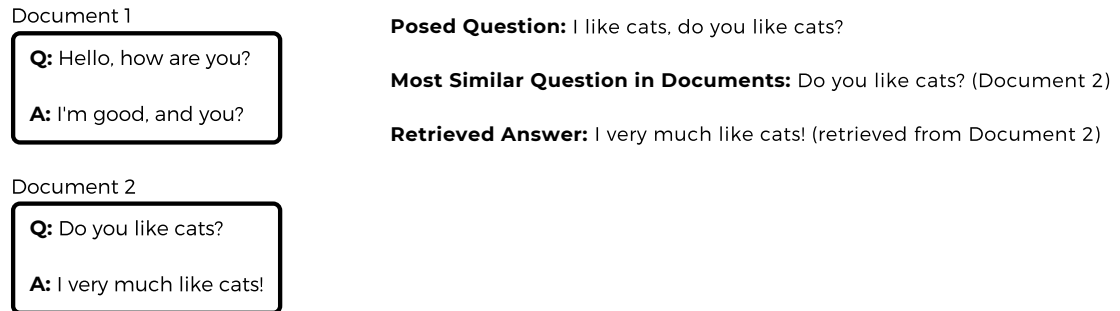 Document 1
Q: Hello, how are you?
A: I'm good, and you?
Document 2
Q: Do you like cats?
A: I very much like cats!
Posed Question: I like cats, do you like cats?
Most Similar Question in Documents: Do you like cats? (Document 2)
Retrieved Answer: I very much like cats! (retrieved from Document 2)